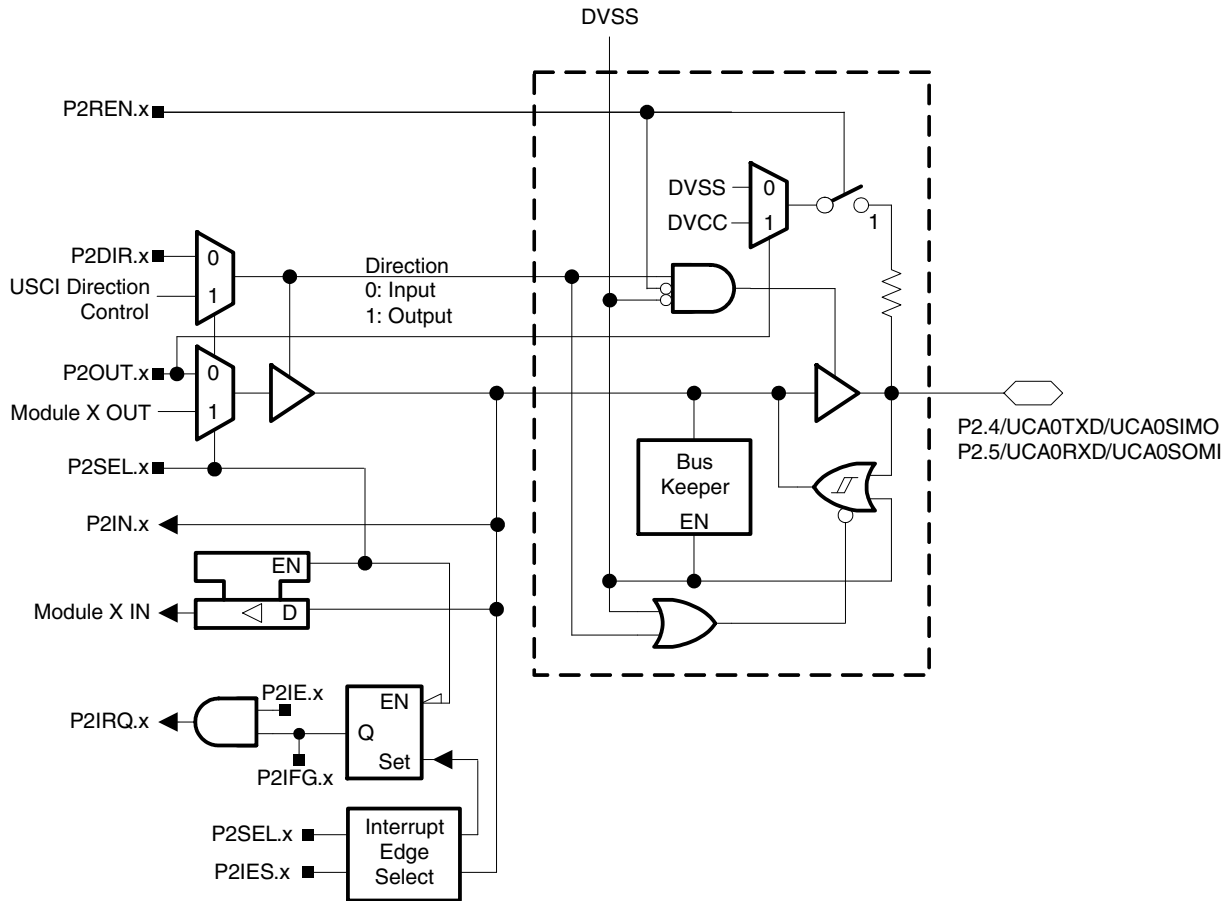 DVSS
P2REN.x
DVSS
0
DVCC
1
1
P2DIR.x
0
USCI Direction
Control
1
Direction
0: Input
1: Output
P2OUT.x
0
Module X OUT
1
P2SEL.x
P2.4/UCA0TXD/UCA0SIMO
P2.5/UCA0RXD/UCA0SOMI
Bus
Keeper
EN
P2IN.x
EN
Module X IN
D
P2IE.x
P2IRQ.x
EN
Q
Set
P2IFG.x
P2SEL.x
P2IES.x
Interrupt
Edge
Select